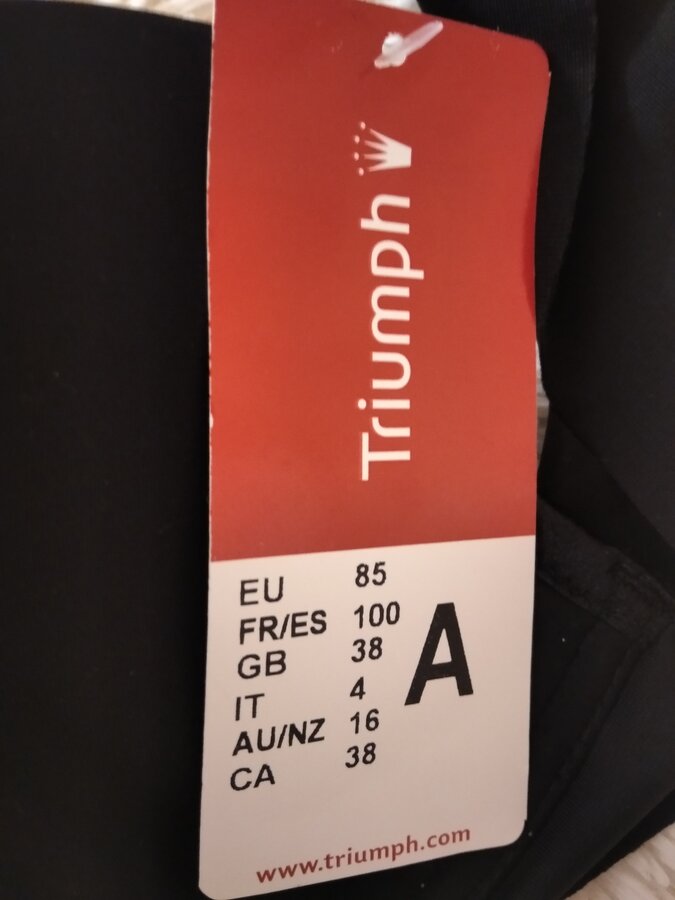 Triumph
EU 85
FR/ES 100
GB 38
IT 4
AU/NZ 16
CA 38
A
www.triumph.com